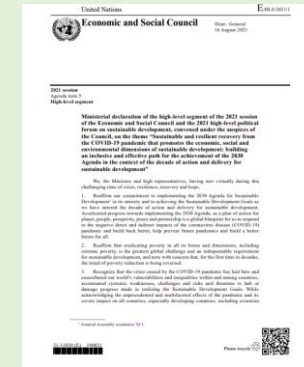 United Nations
E/HLS/2021/1
Economic and Social Council
Distr.: General
16 August 2021
2021 session
Agenda item 5
High-level segment
Ministerial declaration of the high-level segment of the 2021 session
of the Economic and Social Council and the 2021 high-level political
forum on sustainable development, convened under the auspices of
the Council, on the theme “Sustainable and resilient recovery from
the COVID-19 pandemic that promotes the economic, social and
environmental dimensions of sustainable development: building
an inclusive and effective path for the achievement of the 2030
Agenda in the context of the decade of action and delivery for
sustainable development”
We, the Ministers and high representatives, having met virtually during this
challenging time of crisis, resilience, recovery and hope,
1. Reaffirm our commitment to implementing the 2030 Agenda for Sustainable
Development¹ in its entirety and to achieving the Sustainable Development Goals as
we have entered the decade of action and delivery for sustainable development.
Accelerated progress towards implementing the 2030 Agenda, as a plan of action for
planet, people, prosperity, peace and partnership is a global blueprint for us to respond
to the negative direct and indirect impacts of the coronavirus disease (COVID-19)
pandemic and build back better, help prevent future pandemics and build a better
future for all.
2. Reaffirm that eradicating poverty in all its forms and dimensions, including
extreme poverty, is the greatest global challenge and an indispensable requirement
for sustainable development, and note with concern that, for the first time in decades,
the trend of poverty reduction is being reversed.
3. Recognize that the crisis caused by the COVID-19 pandemic has laid bare and
exacerbated our world's vulnerabilities and inequalities within and among countries,
accentuated systemic weaknesses, challenges and risks and threatens to halt or
damage progress made in realizing the Sustainable Development Goals. While
acknowledging the unprecedented and multifaceted effects of the pandemic and its
severe impact on all countries, especially developing countries, including countries
¹ General Assembly resolution 70/1.
Please recycle